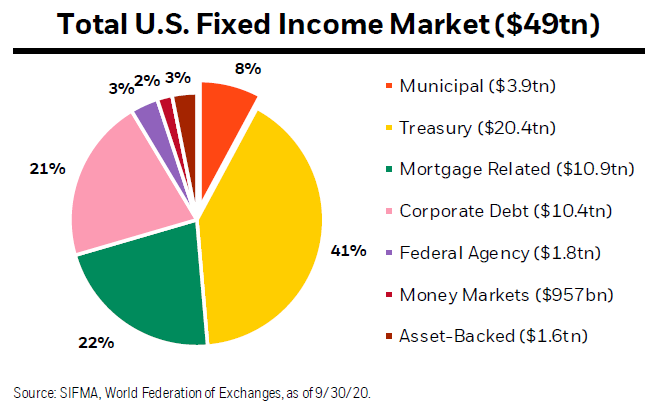 Total U.S. Fixed Income Market ($49tn)
3%
2%
3%
8%
21%
41%
22%
Municipal ($3.9tn)
Treasury ($20.4tn)
Mortgage Related ($10.9tn)
Corporate Debt ($10.4tn)
Federal Agency ($1.8tn)
Money Markets ($957bn)
Asset-Backed ($1.6tn)
Source: SIFMA, World Federation of Exchanges, as of 9/30/20.